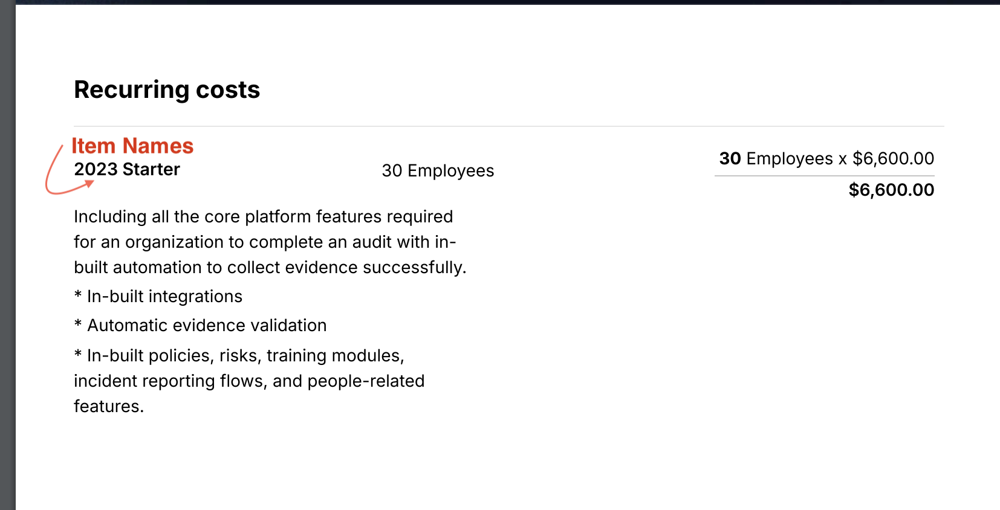 Recurring costs
Item Names
2023 Starter
30 Employees
30 Employees x $6,600.00
$6,600.00
Including all the core platform features required
for an organization to complete an audit with in-
built automation to collect evidence successfully.
* In-built integrations
* Automatic evidence validation
* In-built policies, risks, training modules,
incident reporting flows, and people-related
features.